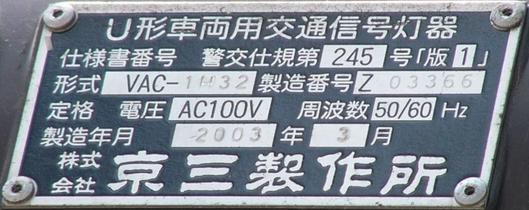 U形車両用交通信号灯器
仕様書番号 警交仕規第 245 号「版 1」
形式 VAC-1H32 製造番号 Z 03366
定格 電圧 AC100V 周波数 50/60 Hz
製造年月 2003 年 3 月
株式会社 京三製作所